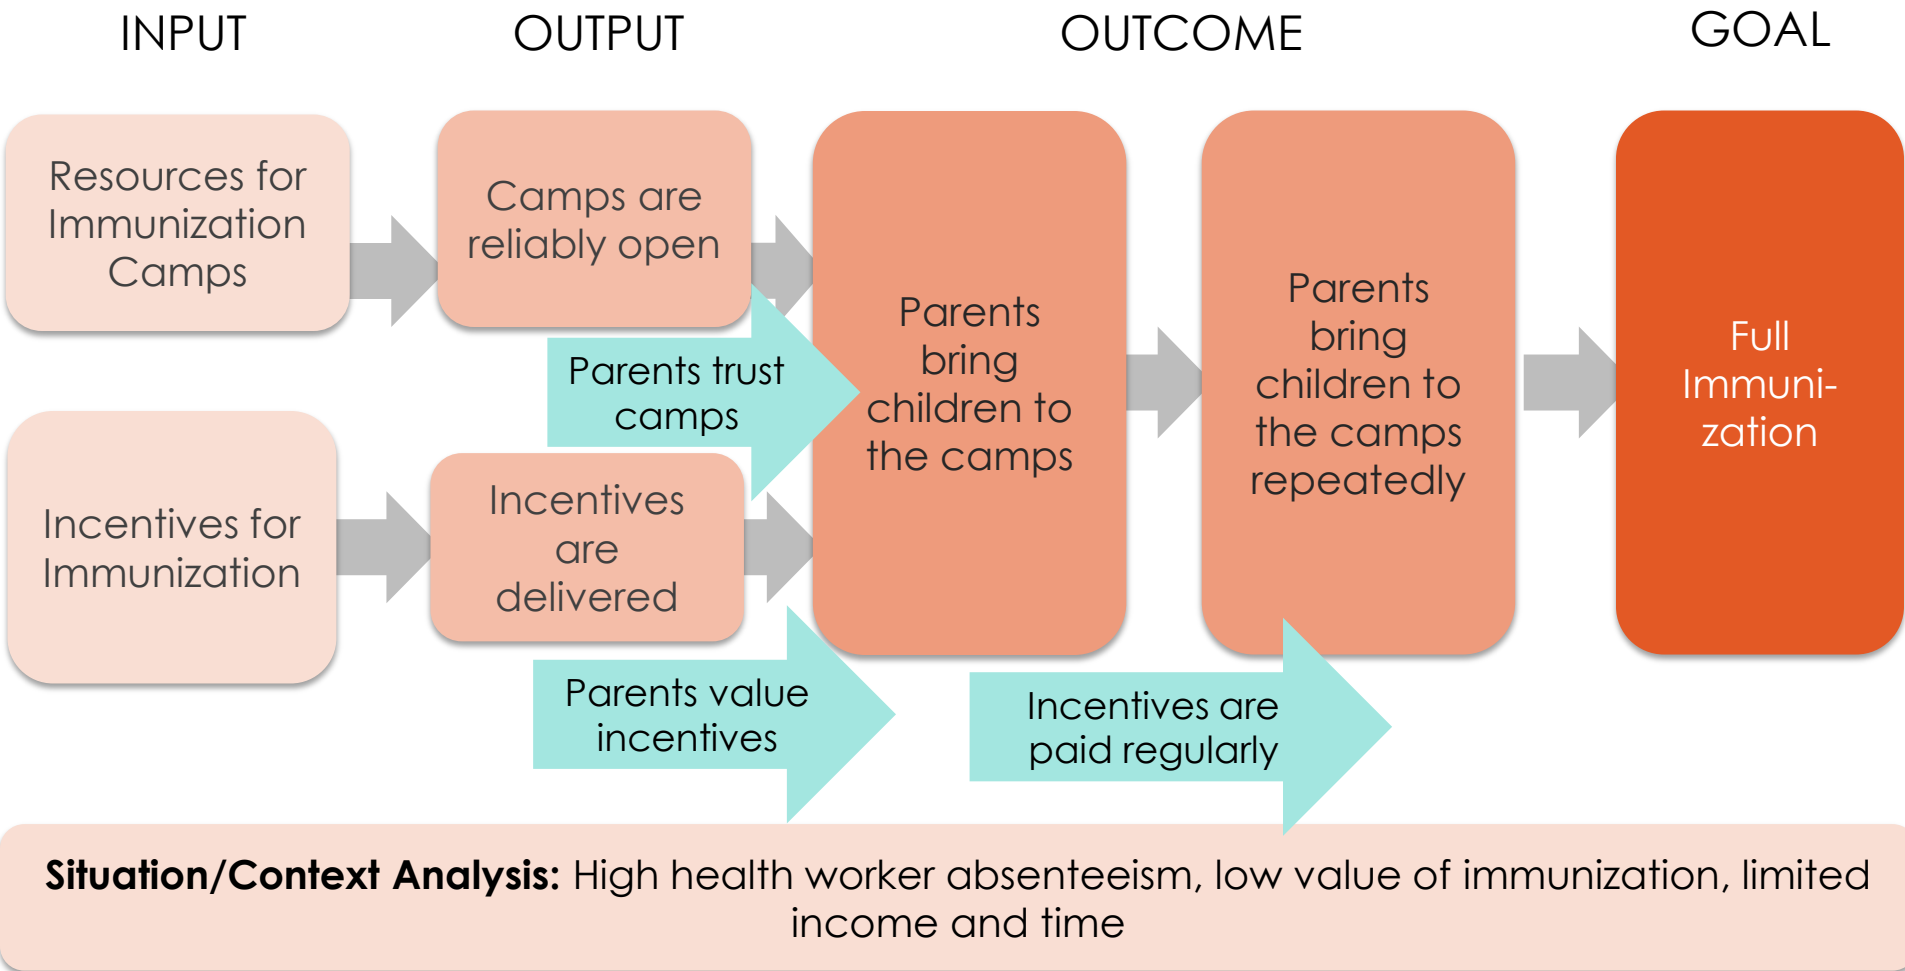 INPUT
OUTPUT
OUTCOME
GOAL
Resources for
Immunization
Camps
Camps are
reliably open
Parents trust
camps
Incentives for
Immunization
Incentives
are
delivered
Parents value
incentives
Parents
bring
children to
the camps
Incentives are
paid regularly
Parents
bring
children to
the camps
repeatedly
Full
Immuni-
zation
Situation/Context Analysis: High health worker absenteeism, low value of immunization, limited
income and time